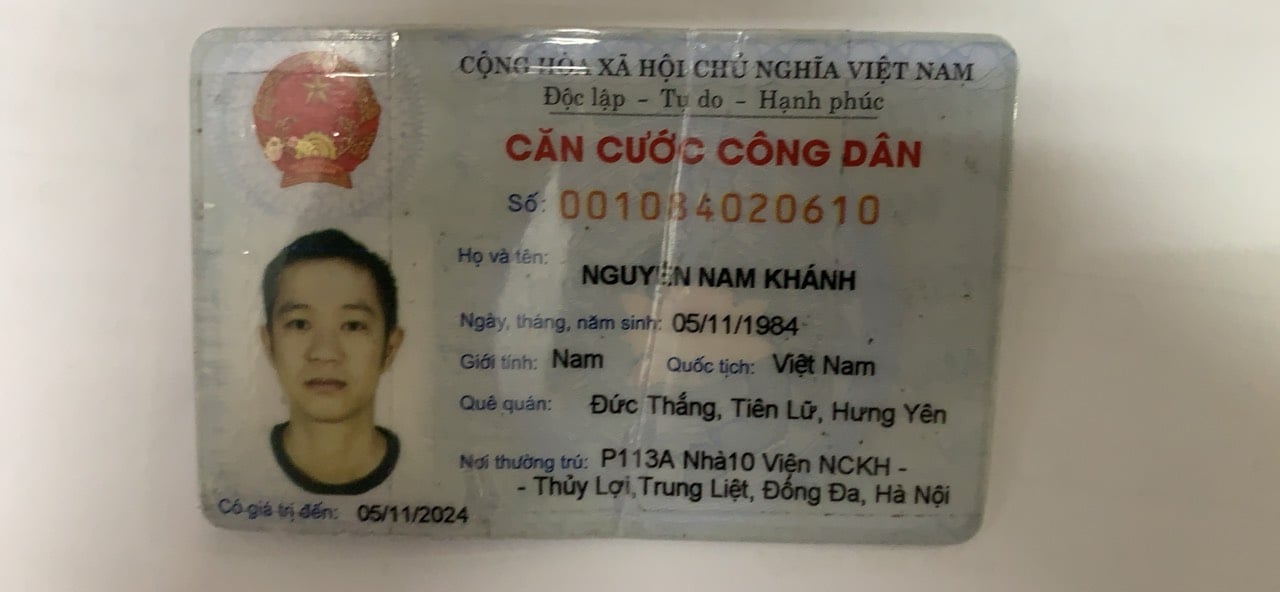 CỘNG HÒA XÃ HỘI CHỦ NGHĨA VIỆT NAM
Độc lập - Tự do - Hạnh phúc
CĂN CƯỚC CÔNG DÂN
Số: 001084020610
Họ và tên:
NGUYỄN NAM KHÁNH
Ngày, tháng, năm sinh: 05/11/1984
Giới tính: Nam Quốc tịch: Việt Nam
Quê quán: Đức Thắng, Tiên Lữ, Hưng Yên
Nơi thường trú: P113A Nhà10 Viện NCKH -
- Thủy Lợi,Trung Liệt, Đống Đa, Hà Nội
Có giá trị đến: 05/11/2024